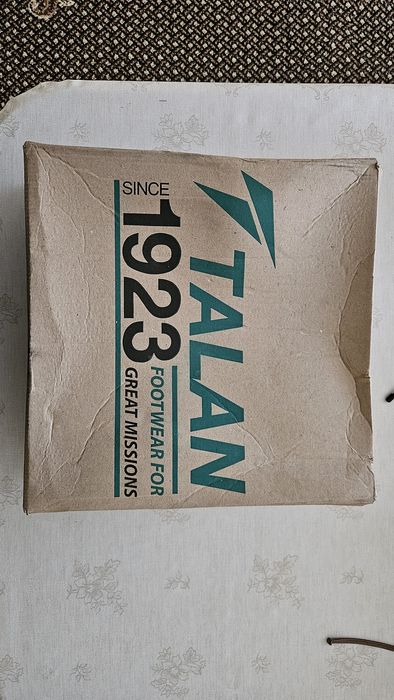 TALAN
SINCE
1923
FOOTWEAR FOR
GREAT MISSIONS